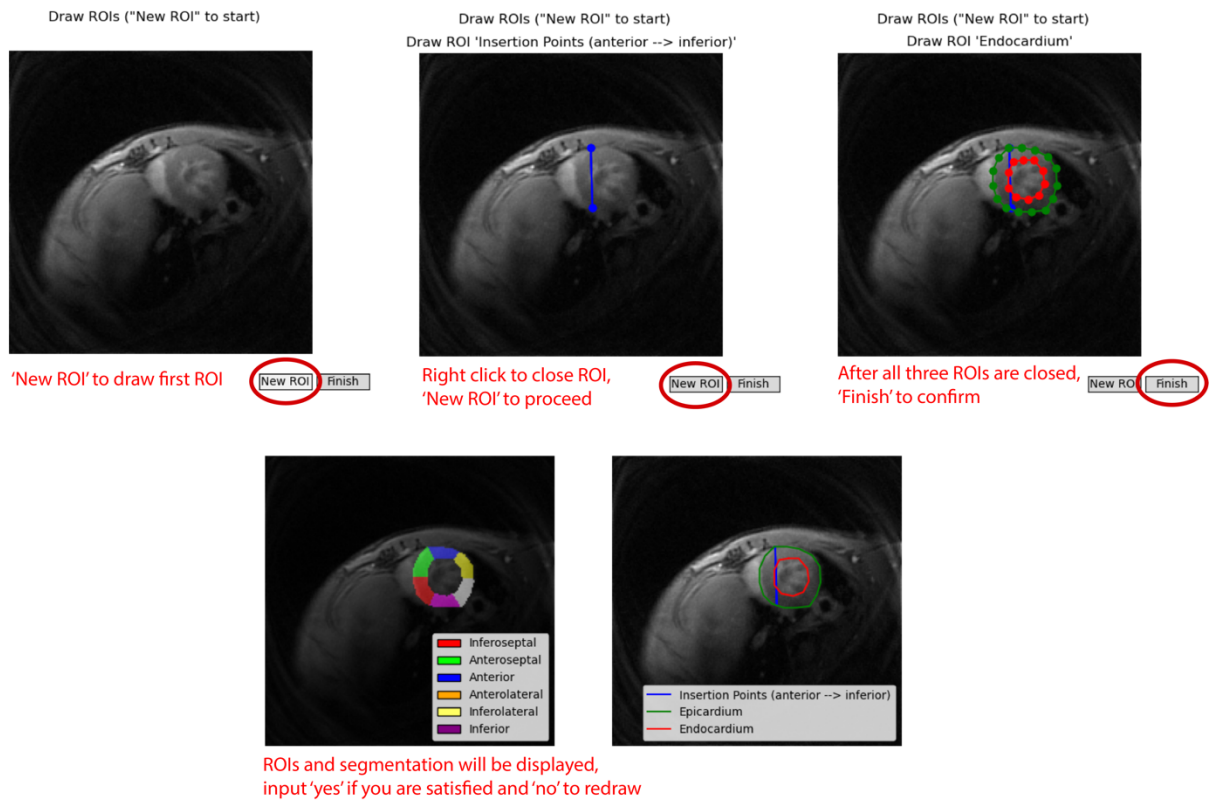 Draw ROIs ("New ROI" to start)
Draw ROIs ("New ROI" to start)
Draw ROI 'Insertion Points (anterior --> inferior)'
Draw ROIs ("New ROI" to start)
Draw ROI 'Endocardium'
‘New ROI’ to draw first ROI
New ROI
Finish
Right click to close ROI,
‘New ROI’ to proceed
New ROI
Finish
After all three ROIs are closed,
‘Finish’ to confirm
New ROI
Finish
Inferoseptal
Anteroseptal
Anterior
Anterolateral
Inferolateral
Inferior
Insertion Points (anterior --> inferior)
Epicardium
Endocardium
ROIs and segmentation will be displayed,
input ‘yes’ if you are satisfied and ‘no’ to redraw